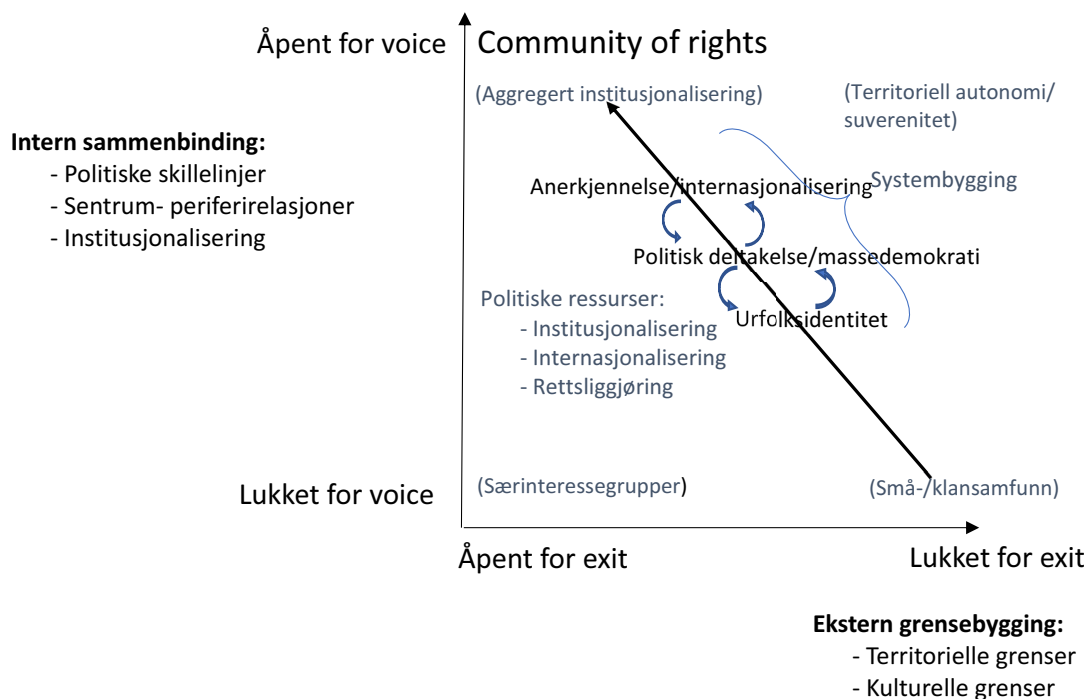 Åpent for voice
Community of rights
(Aggregert institusjonalisering)
(Territoriell autonomi/
suverenitet)
Intern sammenbinding:
- Politiske skillelinjer
- Sentrum- periferirelasjoner
- Institusjonalisering
Anerkjennelse/internasjonalisering
Systembygging
Politisk deltakelse/massedemokrati
Urfolksidentitet
Politiske ressurser:
- Institusjonalisering
- Internasjonalisering
- Rettsliggjøring
Lukket for voice
(Særinteressegrupper)
(Små-/klansamfunn)
Åpent for exit
Lukket for exit
Ekstern grensebygging:
- Territorielle grenser
- Kulturelle grenser